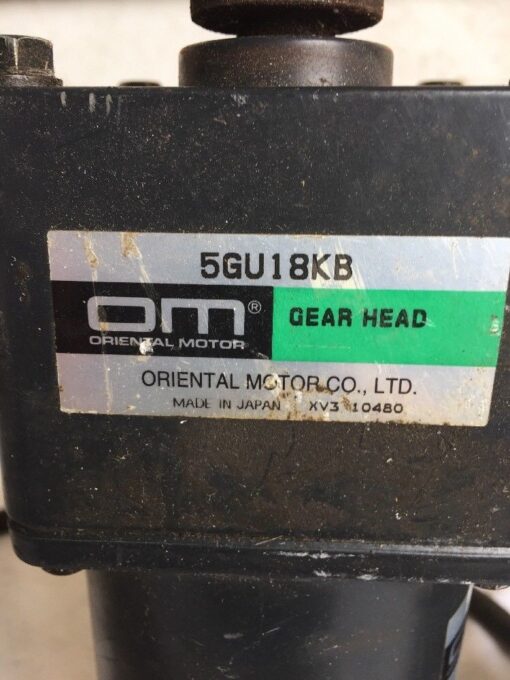 5GU18KB
om®
ORIENTAL MOTOR
GEAR HEAD
ORIENTAL MOTOR CO., LTD.
MADE IN JAPAN XV3 10480